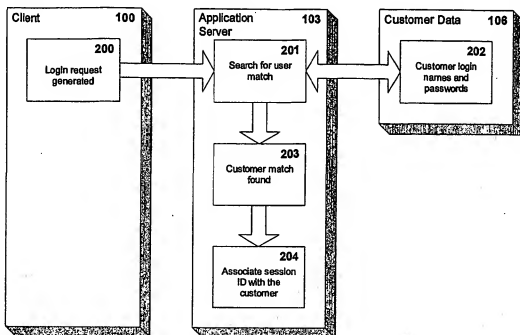 Client 100
200
Login request
generated
Application 103
Server
201
Search for user
match
203
Customer match
found
204
Associate session
ID with the
customer
Customer Data 106
202
Customer login
names and
passwords